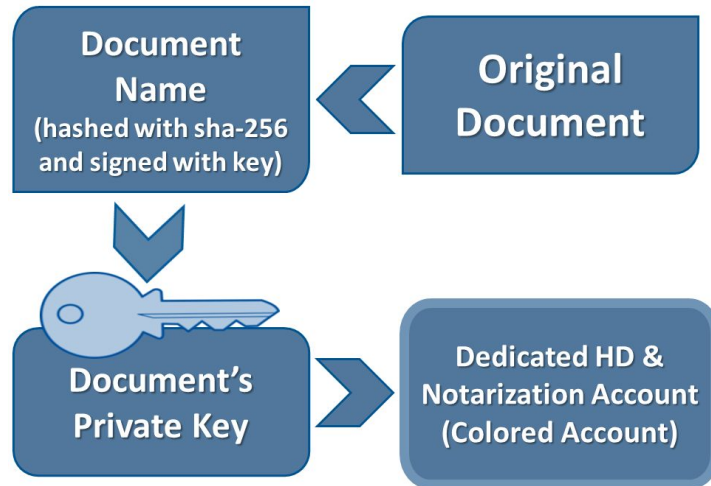 Original
Document
Document
Name
(hashed with sha-256
and signed with key)
Document's
Private Key
Dedicated HD &
Notarization Account
(Colored Account)